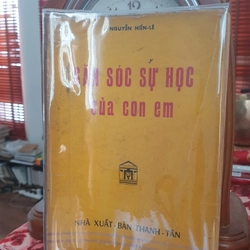 NGUYỄN HIẾN-LÊ
SĂN SÓC SỰ HỌC
của con em
NHÀ XUẤT-BẢN THANH-TÂN